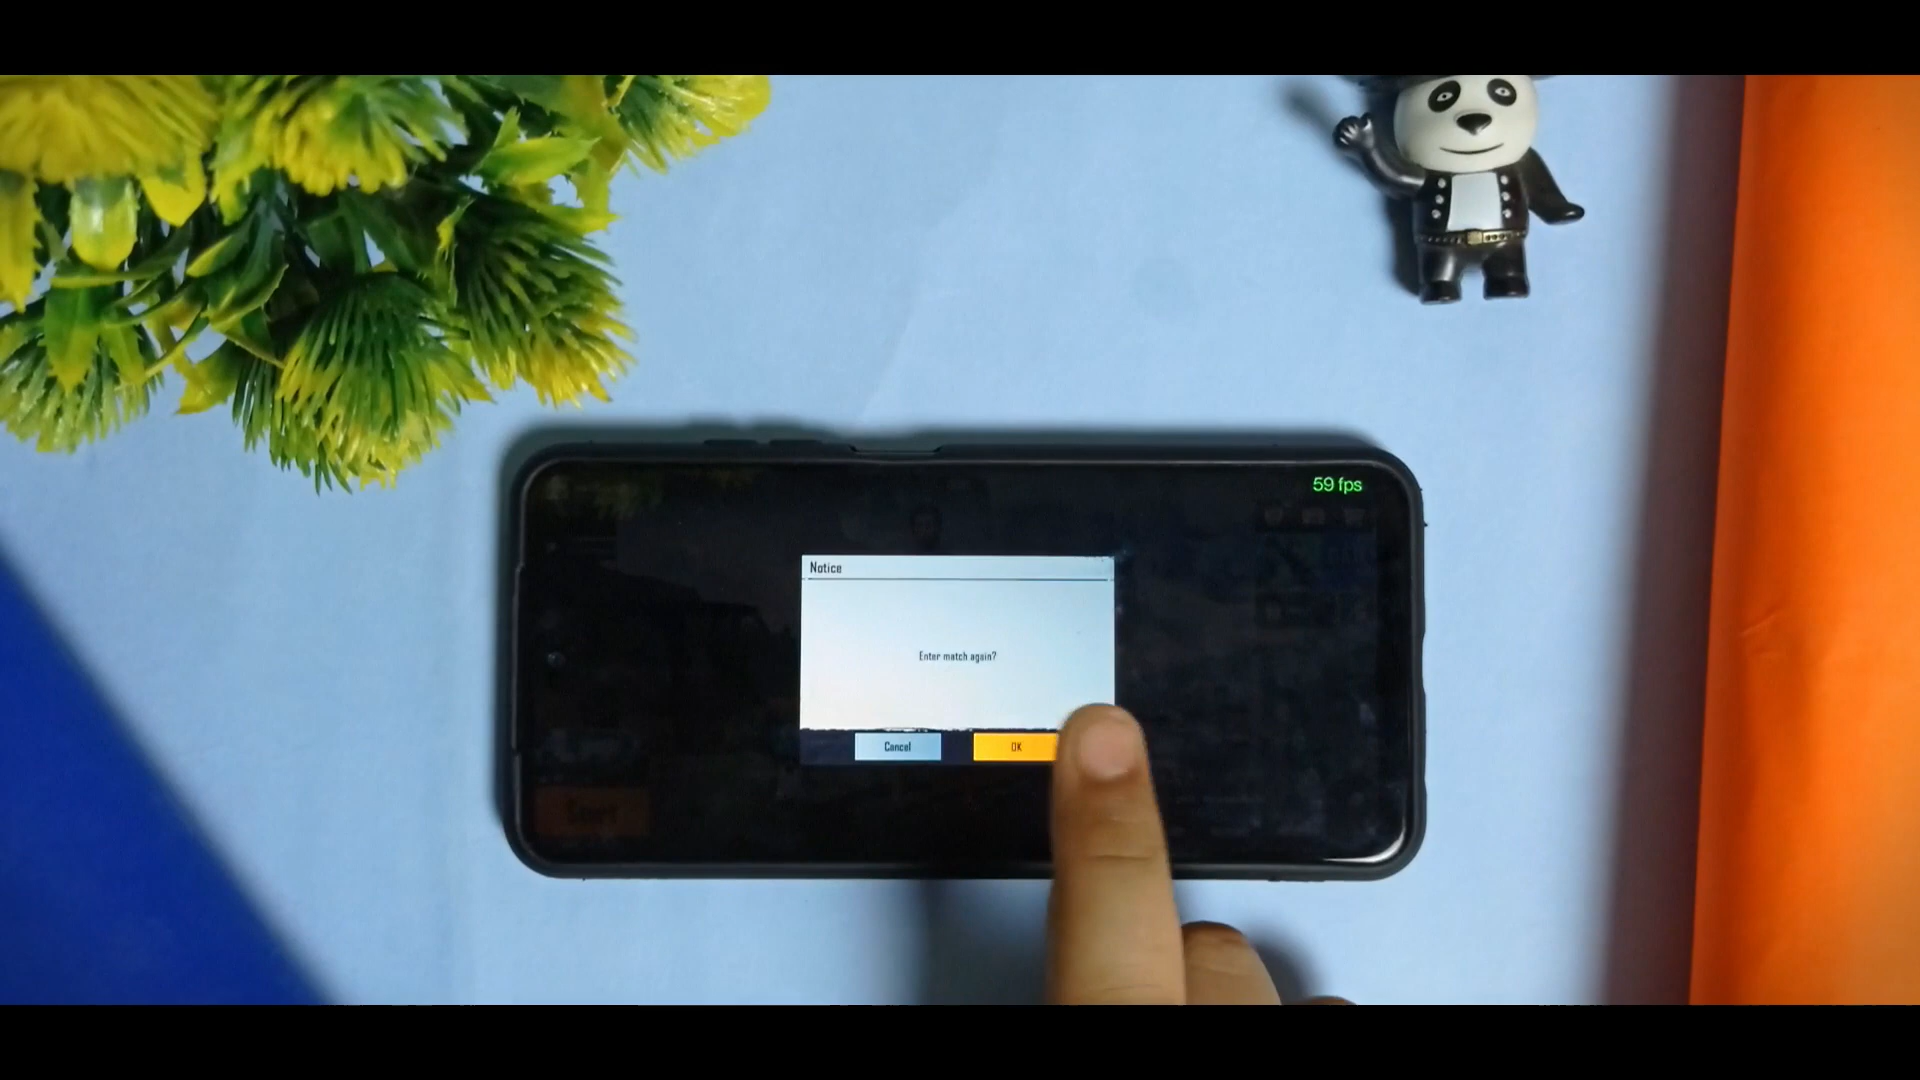 59 fps
Notice
Enter match again?
Cancel
OK